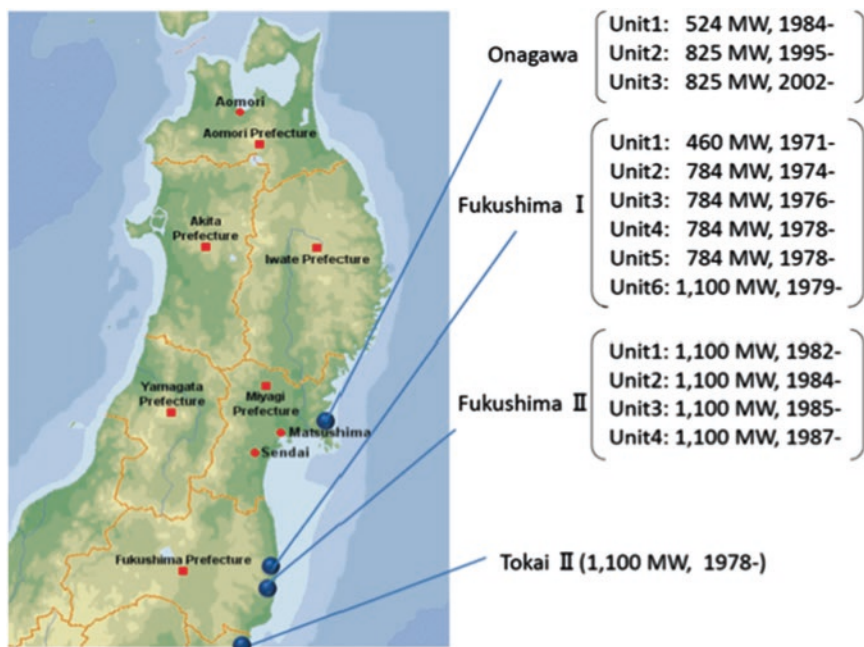 Aomori
Aomori Prefecture
Akita
Prefecture
Iwate Prefecture
Yamagata
Prefecture
Miyagi
Prefecture
Matsushima
Sendai
Fukushima Prefecture
Onagawa
Unit1: 524 MW, 1984-
Unit2: 825 MW, 1995-
Unit3: 825 MW, 2002-
Fukushima Ⅰ
Unit1: 460 MW, 1971-
Unit2: 784 MW, 1974-
Unit3: 784 MW, 1976-
Unit4: 784 MW, 1978-
Unit5: 784 MW, 1978-
Unit6: 1,100 MW, 1979-
Fukushima Ⅱ
Unit1: 1,100 MW, 1982-
Unit2: 1,100 MW, 1984-
Unit3: 1,100 MW, 1985-
Unit4: 1,100 MW, 1987-
Tokai Ⅱ (1,100 MW, 1978-)